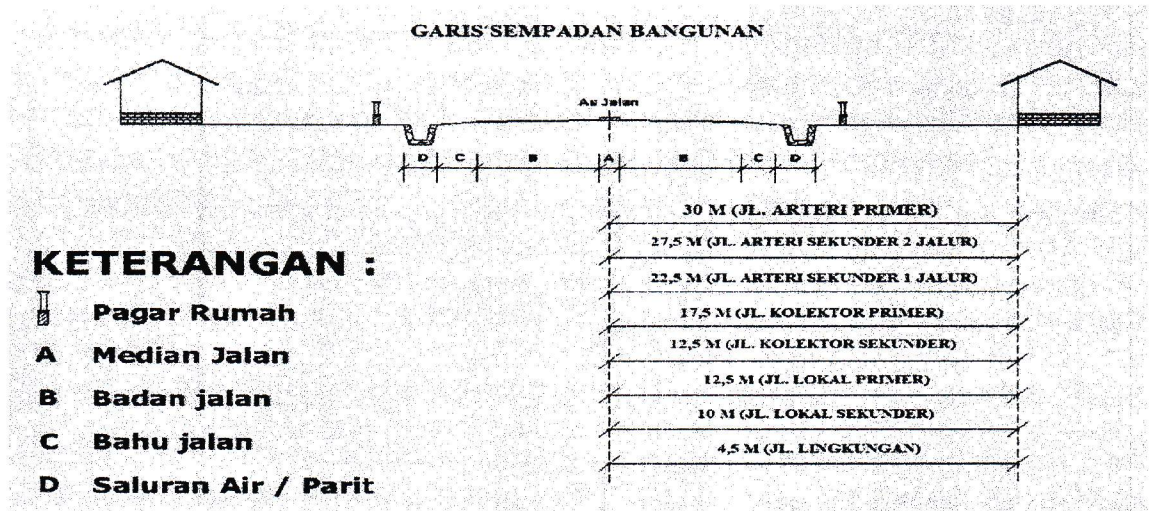 GARIS SEMPADAN BANGUNAN
As Jalan
D C B A B C D
30 M (JL. ARTERI PRIMER)
27,5 M (JL. ARTERI SEKUNDER 2 JALUR)
22,5 M (JL. ARTERI SEKUNDER 1 JALUR)
17,5 M (JL. KOLEKTOR PRIMER)
12,5 M (JL. KOLEKTOR SEKUNDER)
12,5 M (JL. LOKAL PRIMER)
10 M (JL. LOKAL SEKUNDER)
4,5 M (JL. LINGKUNGAN)
KETERANGAN :
Pagar Rumah
A Median Jalan
B Badan jalan
C Bahu jalan
D Saluran Air / Parit